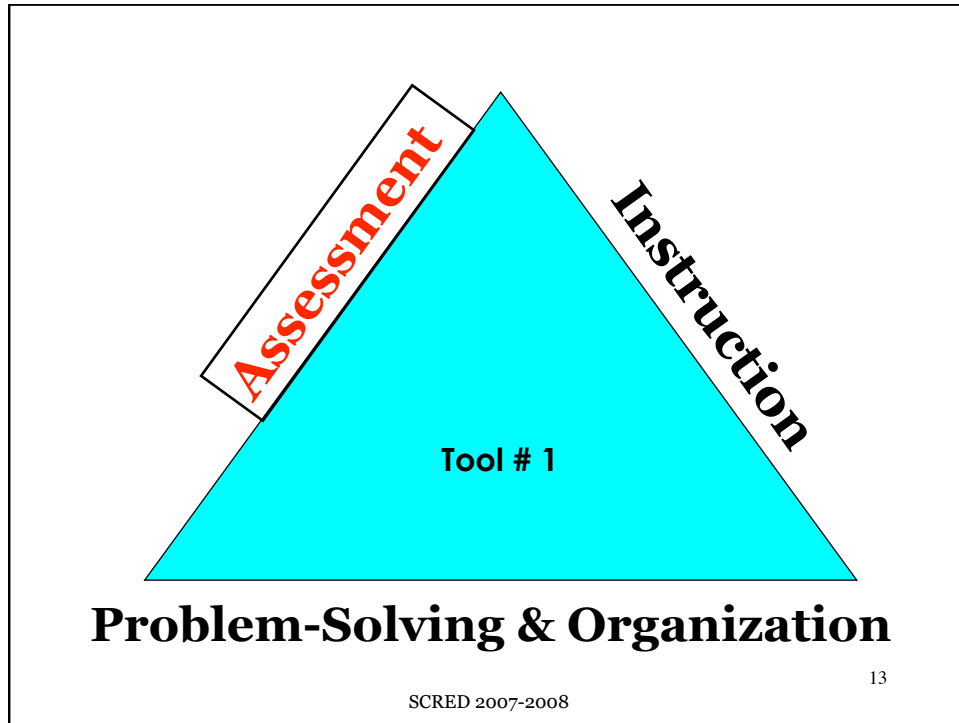 Assessment
Instruction
Tool # 1
Problem-Solving & Organization
13
SCRED 2007-2008